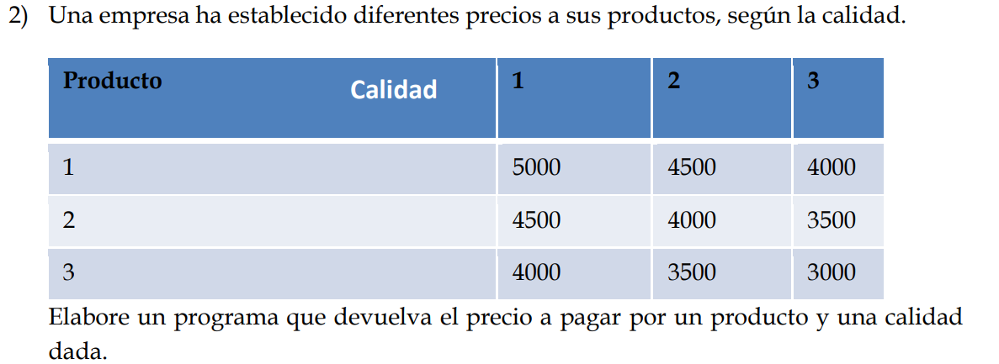 2) Una empresa ha establecido diferentes precios a sus productos, según la calidad.
Producto Calidad 1 2 3
1 5000 4500 4000
2 4500 4000 3500
3 4000 3500 3000
Elabore un programa que devuelva el precio a pagar por un producto y una calidad
dada.